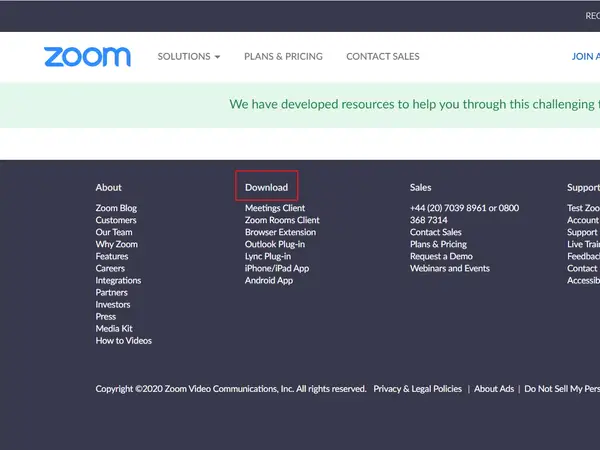 REC
zoom
SOLUTIONS
PLANS & PRICING
CONTACT SALES
JOIN A
We have developed resources to help you through this challenging t
About
Zoom Blog
Customers
Our Team
Why Zoom
Features
Careers
Integrations
Partners
Investors
Press
Media Kit
How to Videos
Download
Meetings Client
Zoom Rooms Client
Browser Extension
Outlook Plug-in
Lync Plug-in
iPhone/iPad App
Android App
Sales
+44 (20) 7039 8961 or 0800
368 7314
Contact Sales
Plans & Pricing
Request a Demo
Webinars and Events
Support
Test Zoo
Account
Support
Live Trai
Feedback
Contact
Accessib
Copyright ©2020 Zoom Video Communications, Inc. All rights reserved. Privacy & Legal Policies | About Ads | Do Not Sell My Pers